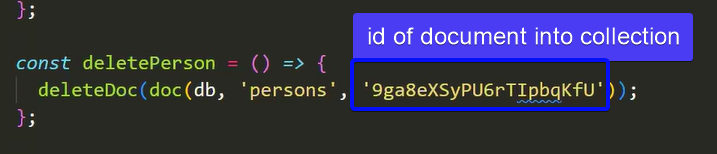 };
id of document into collection
const deletePerson = () => {
deleteDoc(doc(db, 'persons', '9ga8eXSyPU6rTIpbqKfU'));
};